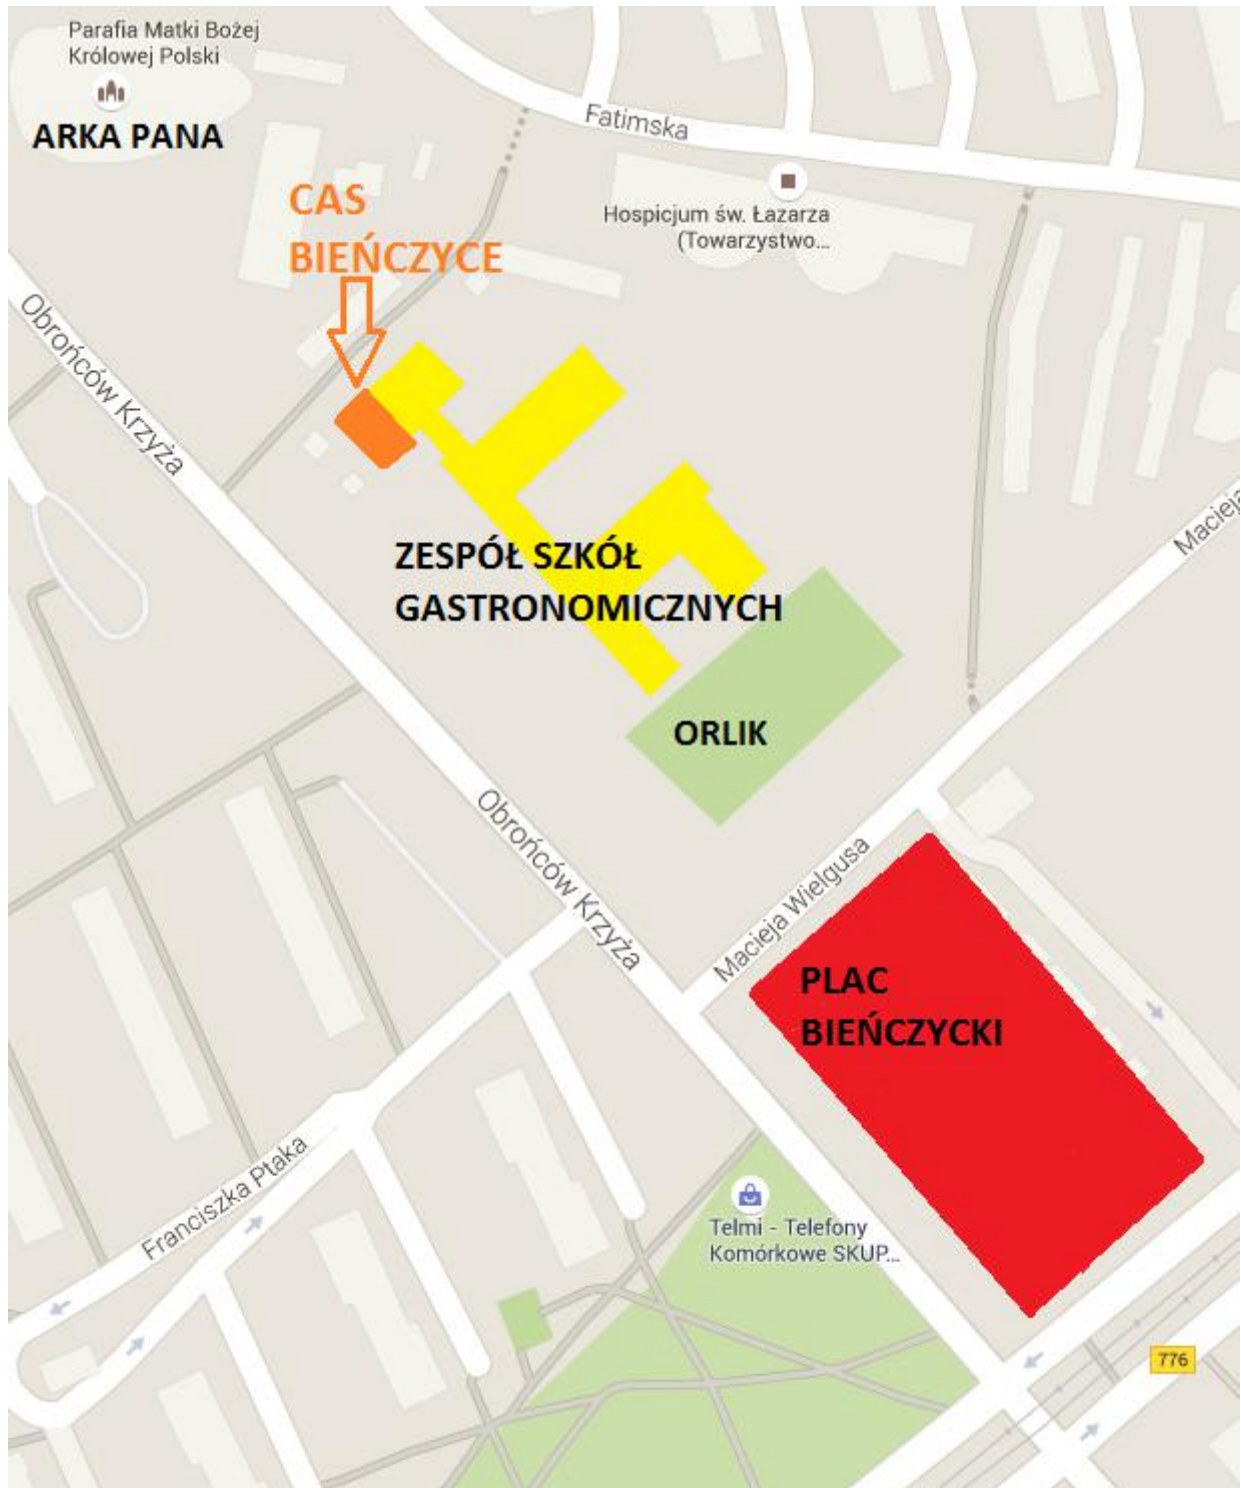 Parafia Matki Bożej
Królowej Polski
ARKA PANA
Fatimska
CAS
BIEŃCZYCE
Hospicjum św. Łazarza
(Towarzystwo...
Obrońców Krzyża
Macieja
ZESPÓŁ SZKÓŁ
GASTRONOMICZNYCH
ORLIK
Obrońców Krzyża
Macieja Wielgusa
PLAC
BIEŃCZYCKI
Franciszka Ptaka
Telmi - Telefony
Komórkowe SKUP...
776